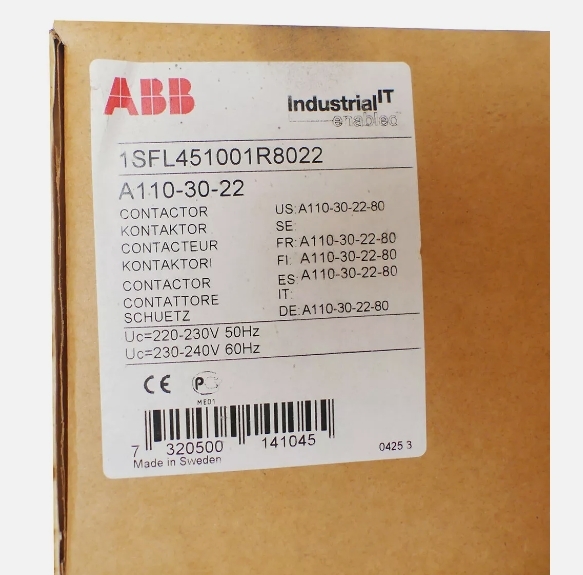 ABB
Industrial IT
enabled
1SFL451001R8022
A110-30-22
CONTACTOR US:A110-30-22-80
KONTAKTOR SE:
CONTACTEUR FR:A110-30-22-80
KONTAKTORI FI: A110-30-22-80
CONTACTOR ES:A110-30-22-80
CONTATTORE IT:
SCHUETZ DE:A110-30-22-80
Uc=220-230V 50Hz
Uc=230-240V 60Hz
CE
ME01
7 320500 141045
Made in Sweden
0425 3